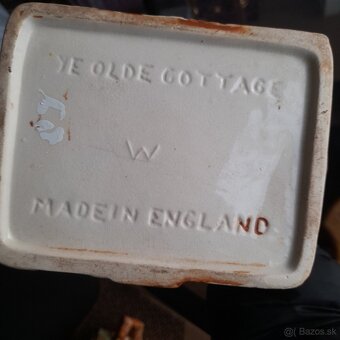 YE OLDE COTTAGE
W
MADE IN ENGLAND
@( Bazos.sk